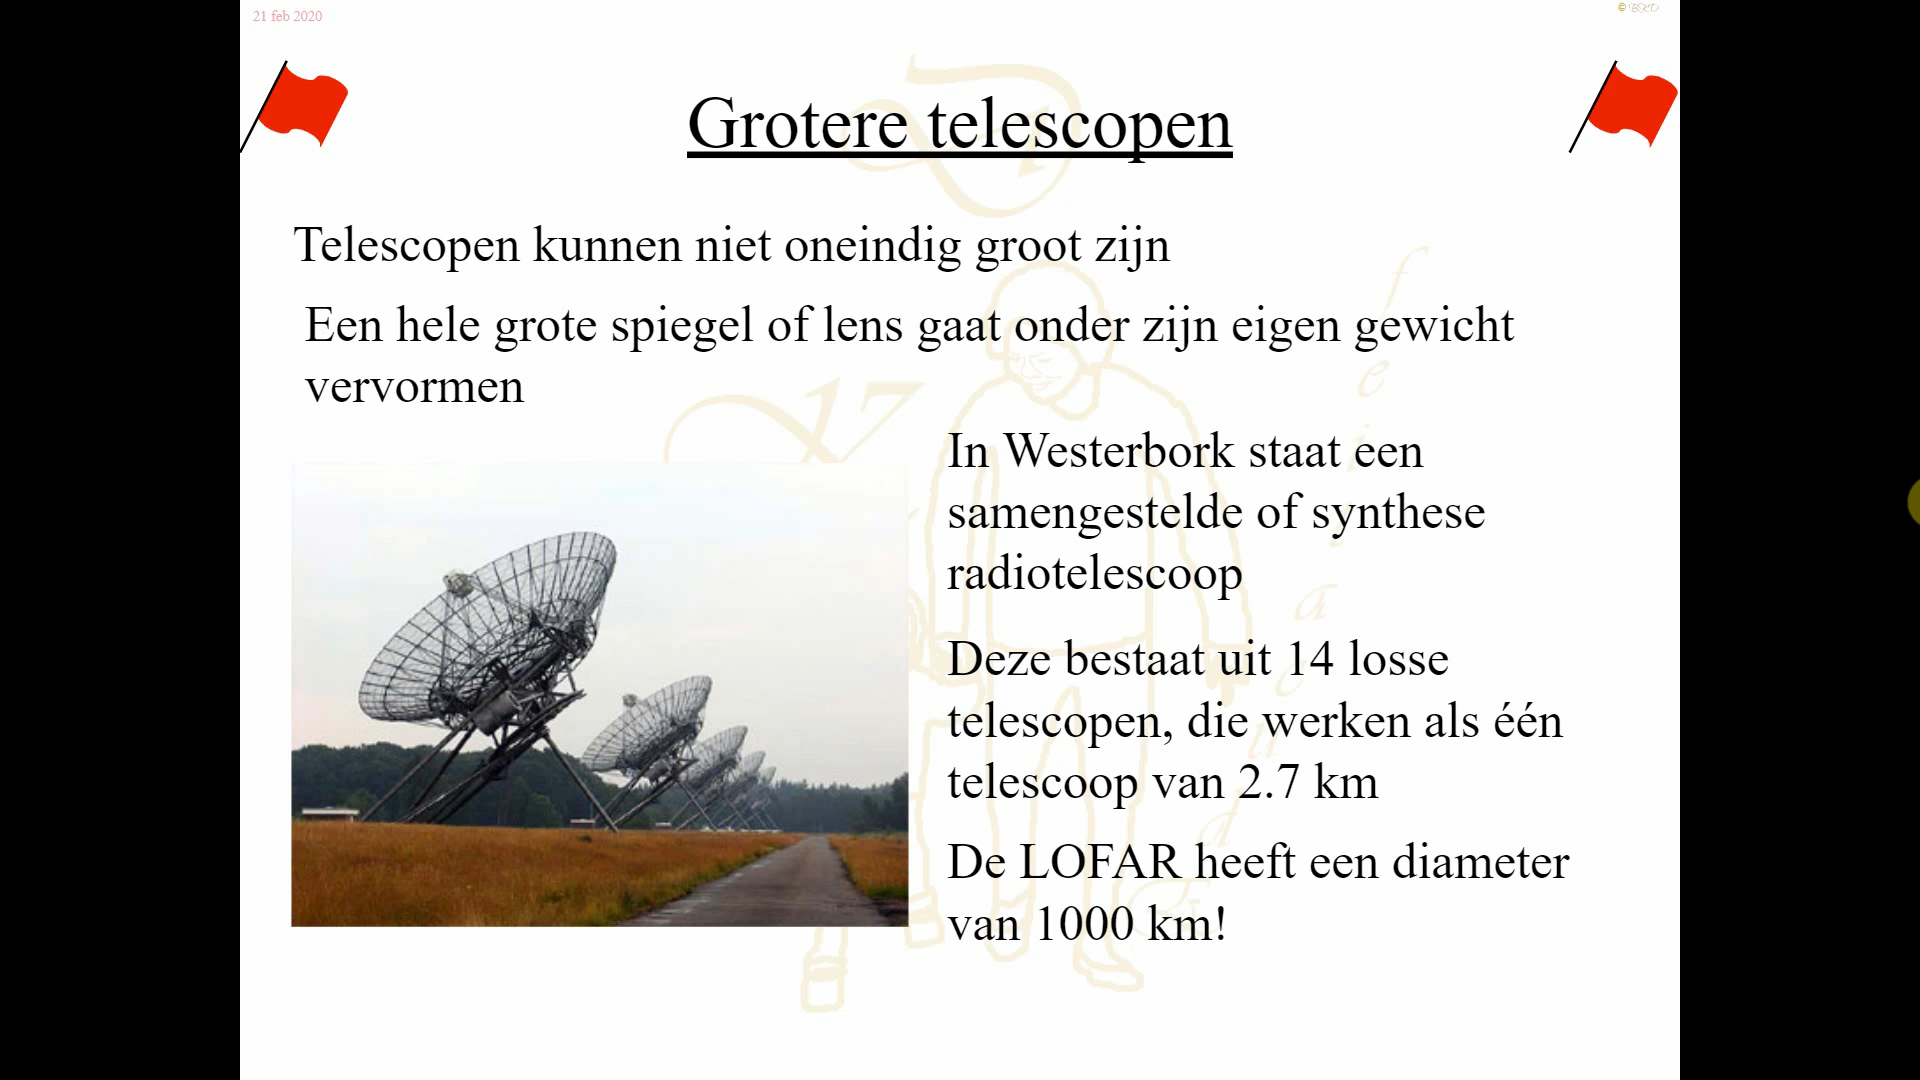 21 feb 2020
© BKD
Grotere telescopen
Telescopen kunnen niet oneindig groot zijn
Een hele grote spiegel of lens gaat onder zijn eigen gewicht
vervormen
In Westerbork staat een
samengestelde of synthese
radiotelescoop
Deze bestaat uit 14 losse
telescopen, die werken als één
telescoop van 2.7 km
De LOFAR heeft een diameter
van 1000 km!